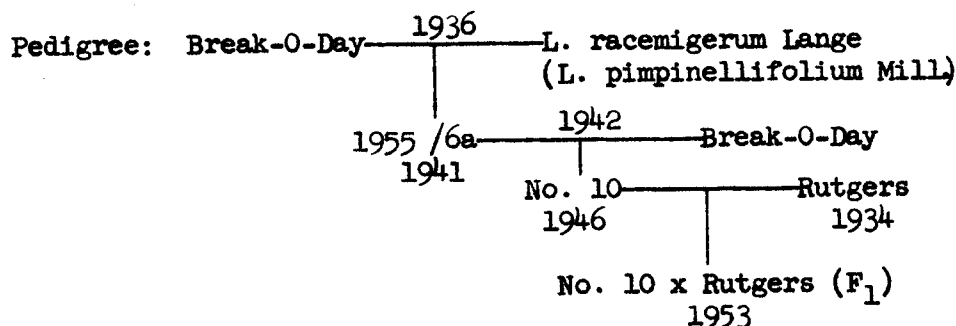 1936
Pedigree: Break-O-Day L. racemigerum Lange
(L. pimpinellifolium Mill)
1942
1955 /6a Break-O-Day
1941
No. 10 Rutgers
1946 1934
No. 10 x Rutgers (F1)
1953